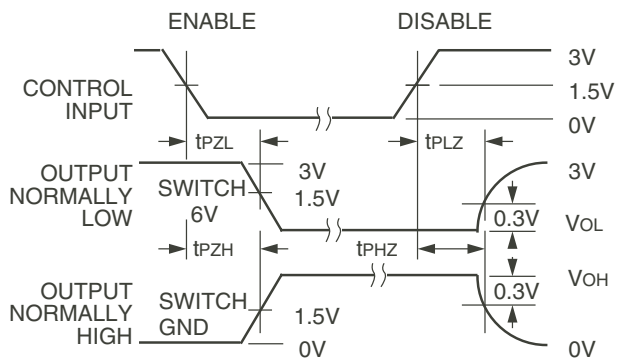 ENABLE DISABLE
CONTROL
INPUT
3V
1.5V
0V
tPZL tPLZ
OUTPUT
NORMALLY
LOW
SWITCH
6V
3V
1.5V
3V
0.3V
VOL
tPZH tPHZ
OUTPUT
NORMALLY
HIGH
SWITCH
GND
1.5V
0V
VOH
0.3V
0V